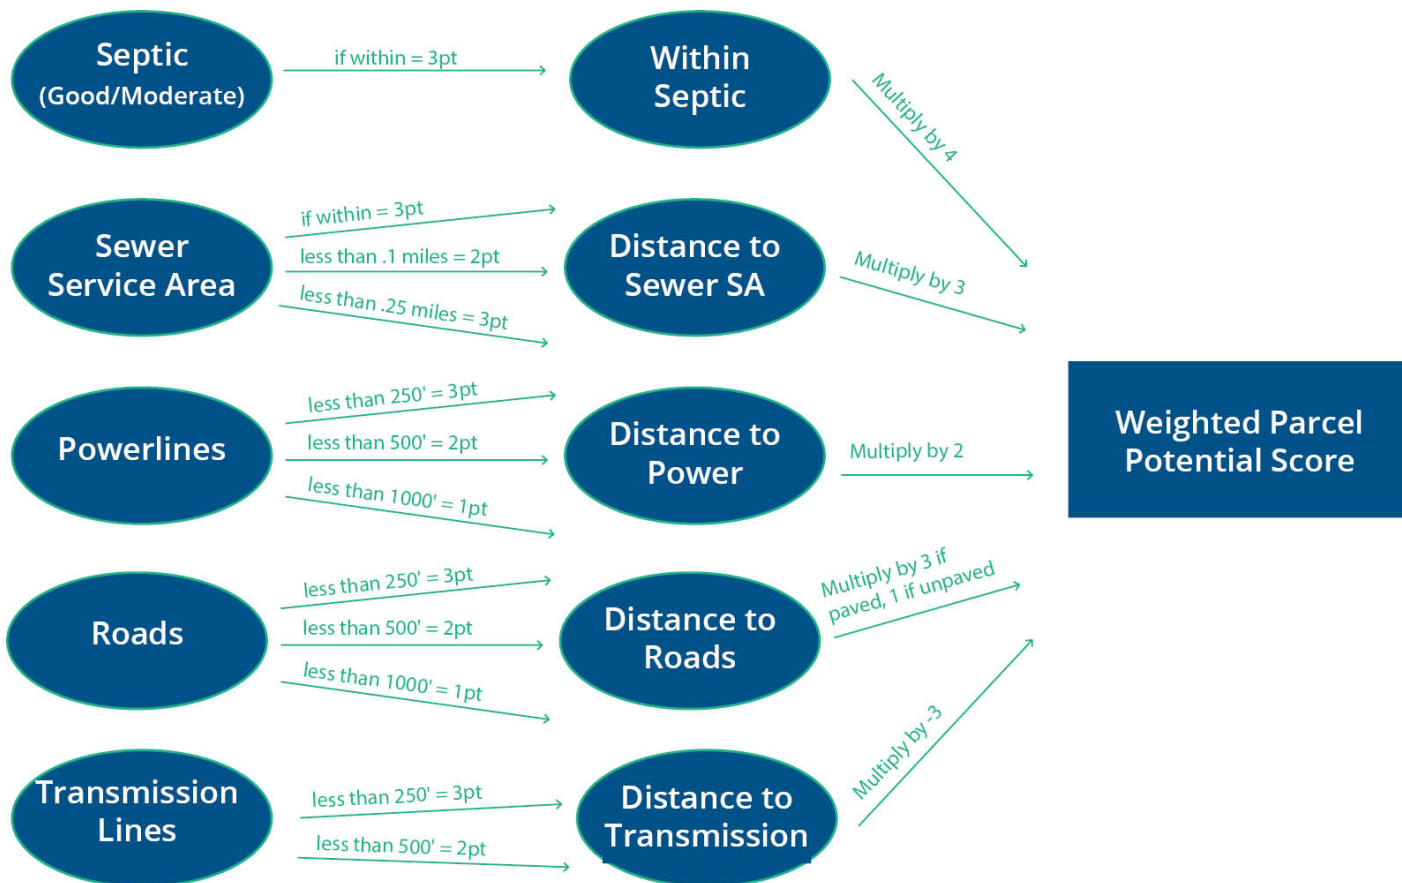 Septic
(Good/Moderate)
if within = 3pt
Within
Septic
Multiply by 4
Sewer
Service Area
if within = 3pt
less than .1 miles = 2pt
less than .25 miles = 3pt
Distance to
Sewer SA
Multiply by 3
Powerlines
less than 250' = 3pt
less than 500' = 2pt
less than 1000' = 1pt
Distance to
Power
Multiply by 2
Weighted Parcel
Potential Score
Roads
less than 250' = 3pt
less than 500' = 2pt
less than 1000' = 1pt
Distance to
Roads
Multiply by 3 if
paved, 1 if unpaved
Transmission
Lines
less than 250' = 3pt
less than 500' = 2pt
Distance to
Transmission
Multiply by -3